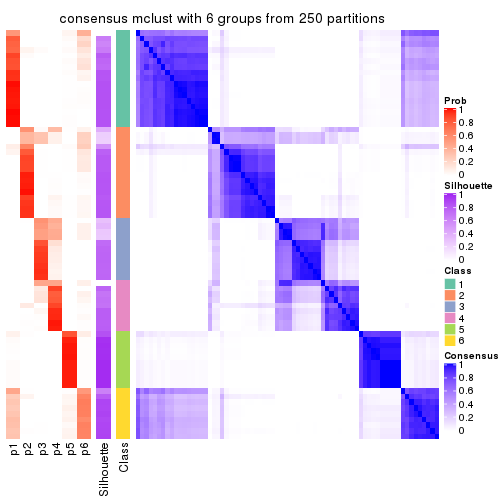 consensus mclust with 6 groups from 250 partitions
Prob
1
0.8
0.6
0.4
0.2
0
Silhouette
1
0.8
0.6
0.4
0.2
0
Class
1
2
3
4
5
6
Consensus
1
0.8
0.6
0.4
0.2
0
p1
p2
p3
p4
p5
p6
Silhouette
Class